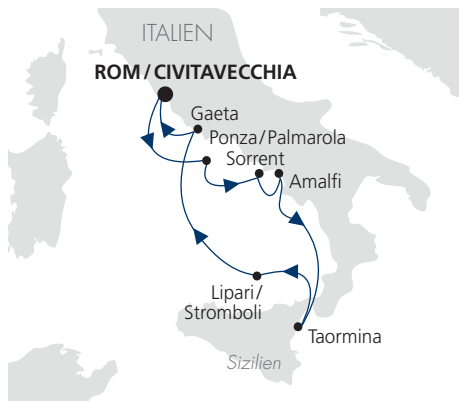 ITALIEN
ROM/CIVITAVECCHIA
Gaeta
Ponza/Palmarola
Sorrent
Amalfi
Lipari/
Stromboli
Taormina
Sizilien